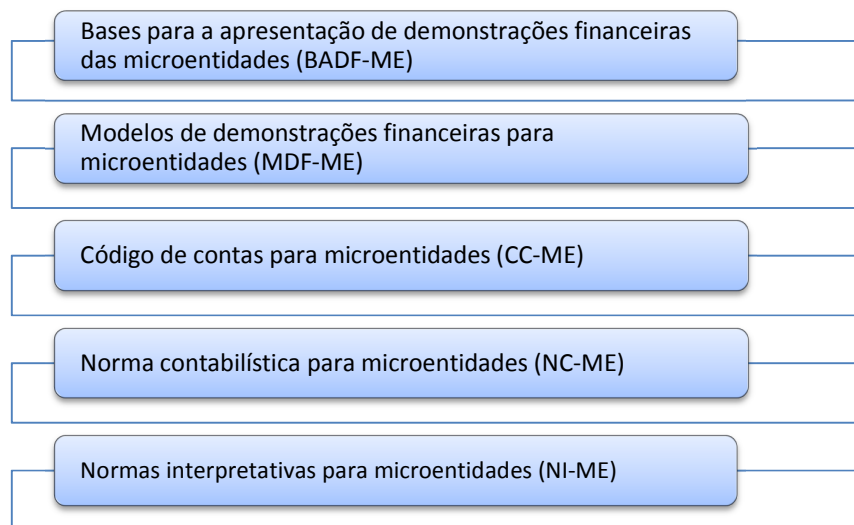 Bases para a apresentação de demonstrações financeiras
das microentidades (BADF-ME)
Modelos de demonstrações financeiras para
microentidades (MDF-ME)
Código de contas para microentidades (CC-ME)
Norma contabilística para microentidades (NC-ME)
Normas interpretativas para microentidades (NI-ME)